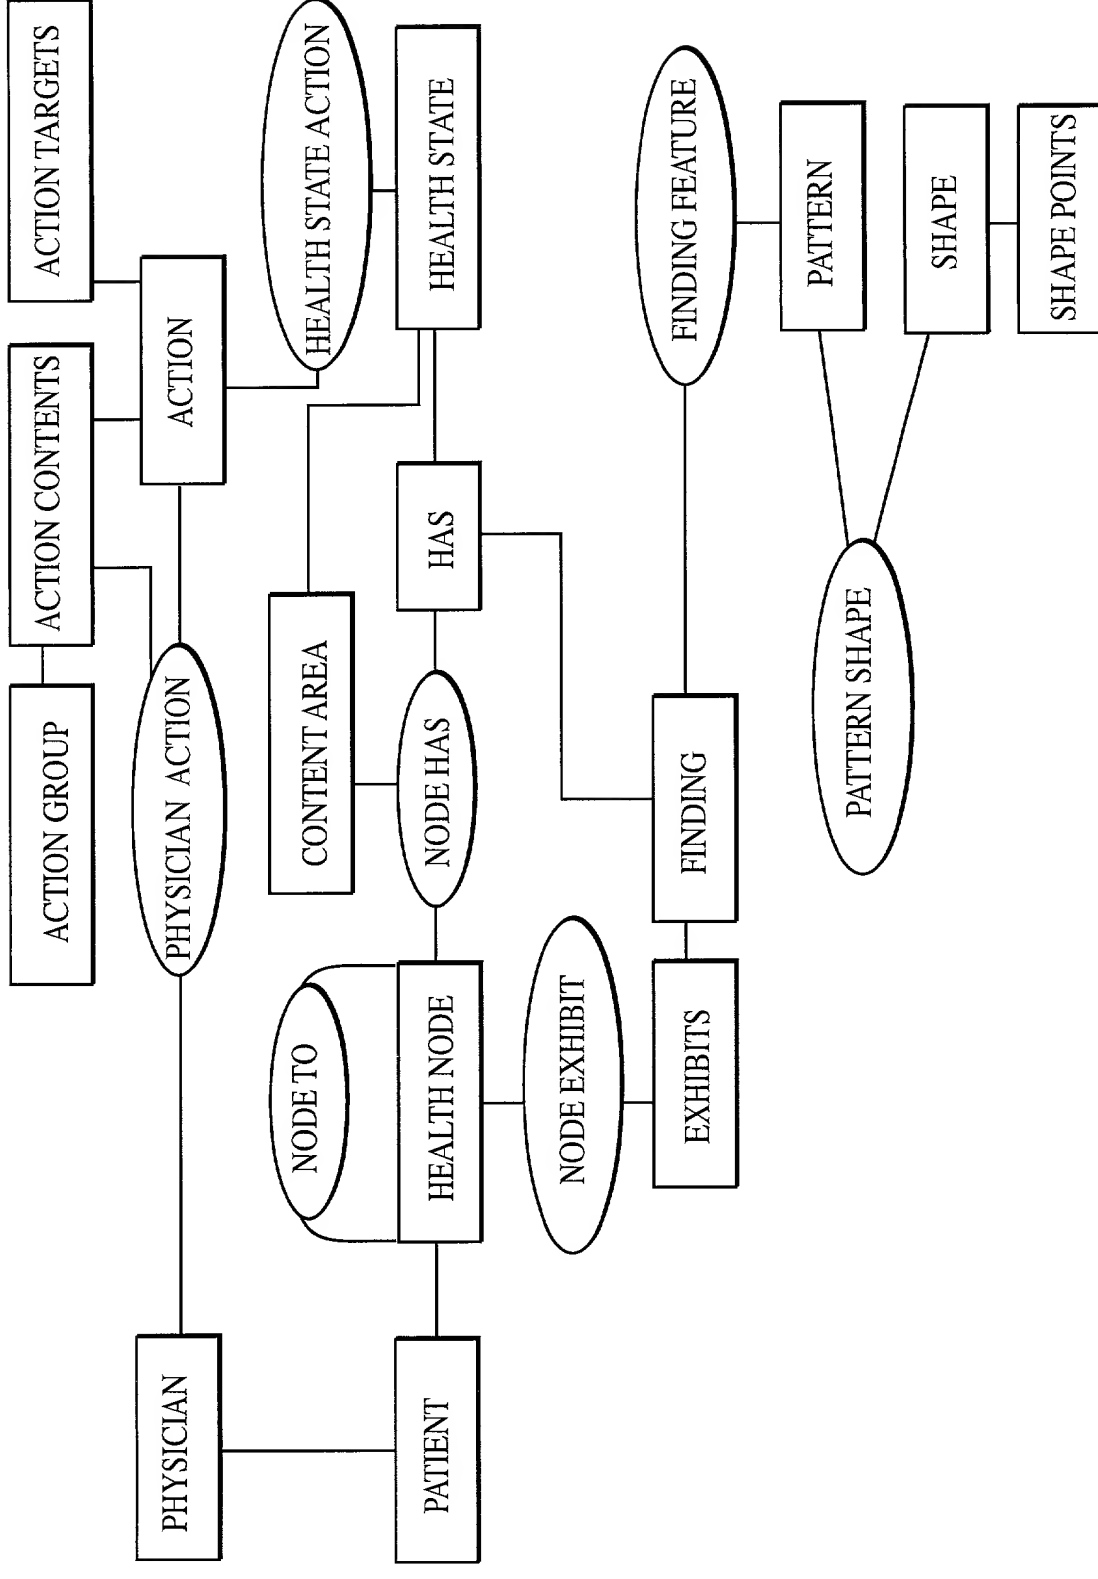 ACTION GROUP
ACTION CONTENTS
ACTION TARGETS
PHYSICIAN
PHYSICIAN ACTION
ACTION
NODE TO
CONTENT AREA
HEALTH STATE ACTION
PATIENT
HEALTH NODE
NODE HAS
HAS
HEALTH STATE
NODE EXHIBIT
EXHIBITS
FINDING
FINDING FEATURE
PATTERN
PATTERN SHAPE
SHAPE
SHAPE POINTS